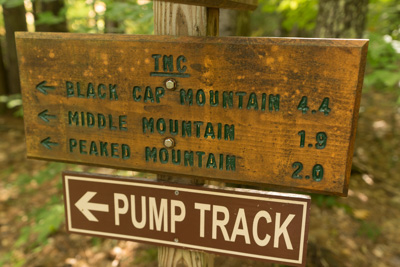 TNC
← BLACK CAP MOUNTAIN 4.4
← MIDDLE MOUNTAIN 1.9
← PEAKED MOUNTAIN 2.0
← PUMP TRACK